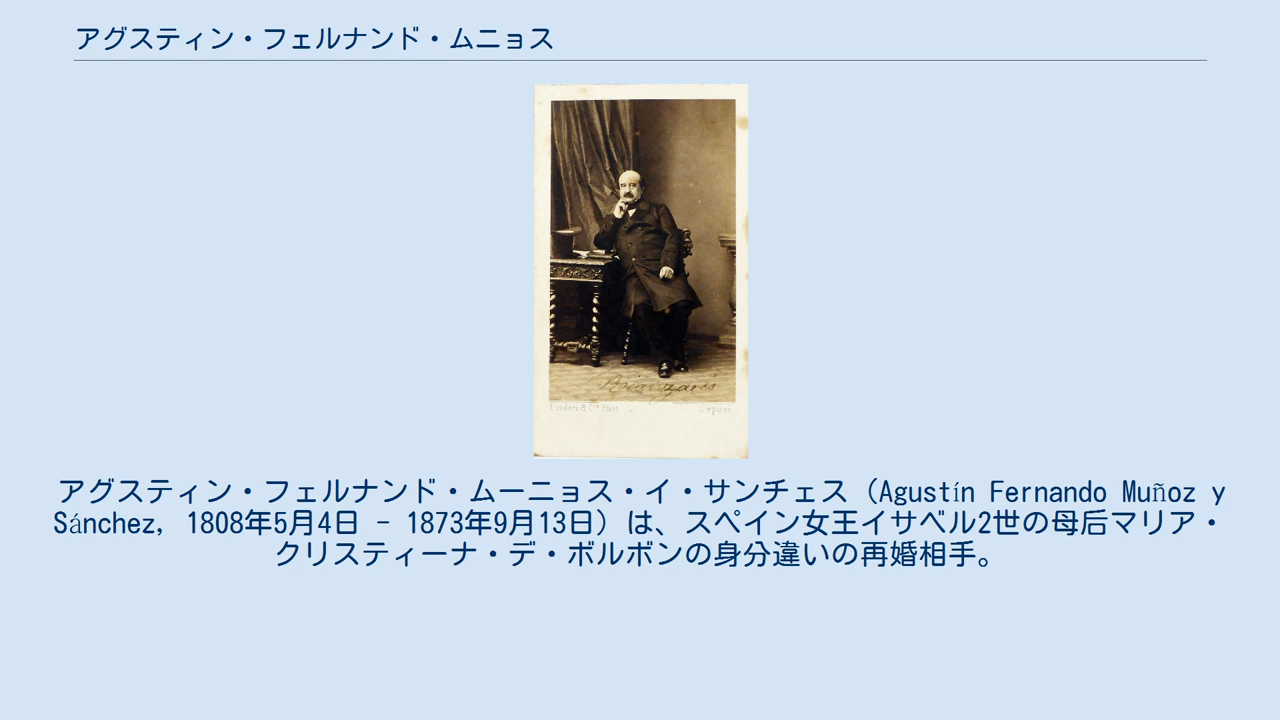 アグスティン・フェルナンド・ムニョス
Disdéri & Cie Phot.
Déposé.
アグスティン・フェルナンド・ムーニョス・イ・サンチェス（Agustín Fernando Muñoz y
Sánchez, 1808年5月4日 - 1873年9月13日）は、スペイン女王イサベル2世の母后マリア・
クリスティーナ・デ・ボルボンの身分違いの再婚相手。